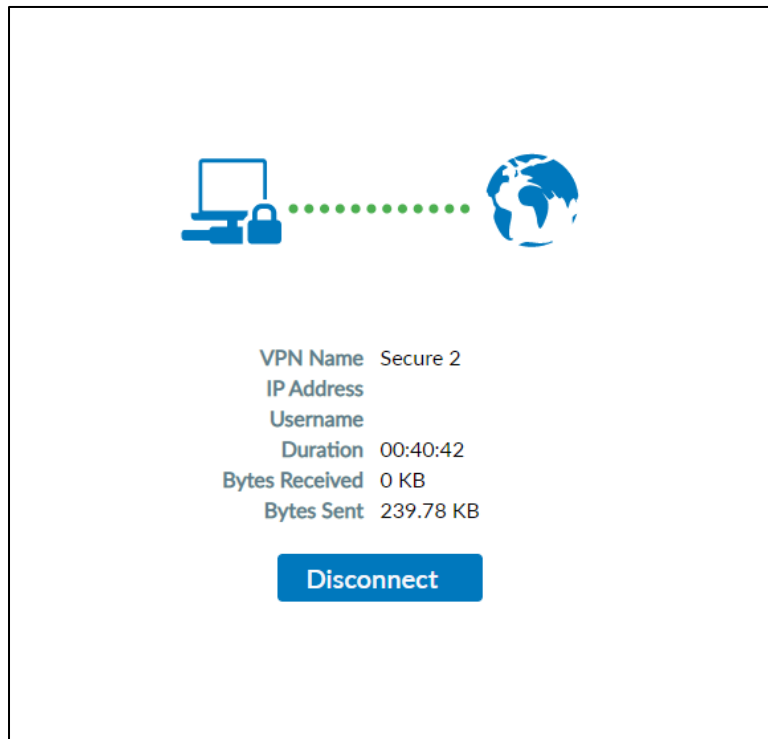 VPN Name Secure 2
IP Address
Username
Duration 00:40:42
Bytes Received 0 KB
Bytes Sent 239.78 KB
Disconnect